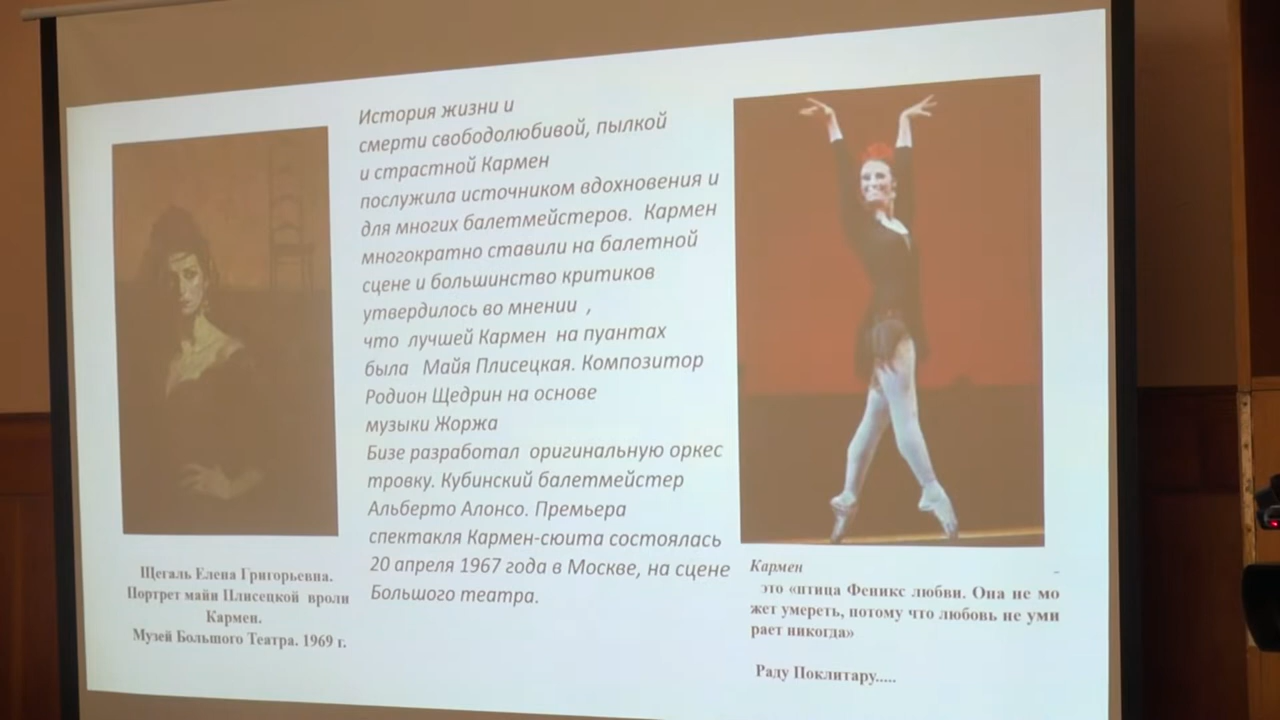 История жизни и
смерти свободолюбивой, пылкой
и страстной Кармен
послужила источником вдохновения и
для многих балетмейстеров. Кармен
многократно ставили на балетной
сцене и большинство критиков
утвердилось во мнении ,
что лучшей Кармен на пуантах
была Майя Плисецкая. Композитор
Родион Щедрин на основе
музыки Жоржа
Бизе разработал оригинальную оркес
тровку. Кубинский балетмейстер
Альберто Алонсо. Премьера
спектакля Кармен-сюита состоялась
20 апреля 1967 года в Москве, на сцене
Большого театра.
Щегаль Елена Григорьевна.
Портрет майи Плисецкой вроли
Кармен.
Музей Большого Театра. 1969 г.
Кармен -
это «птица Феникс любви. Она не мо
жет умереть, потому что любовь не уми
рает никогда»
Раду Поклитару.....